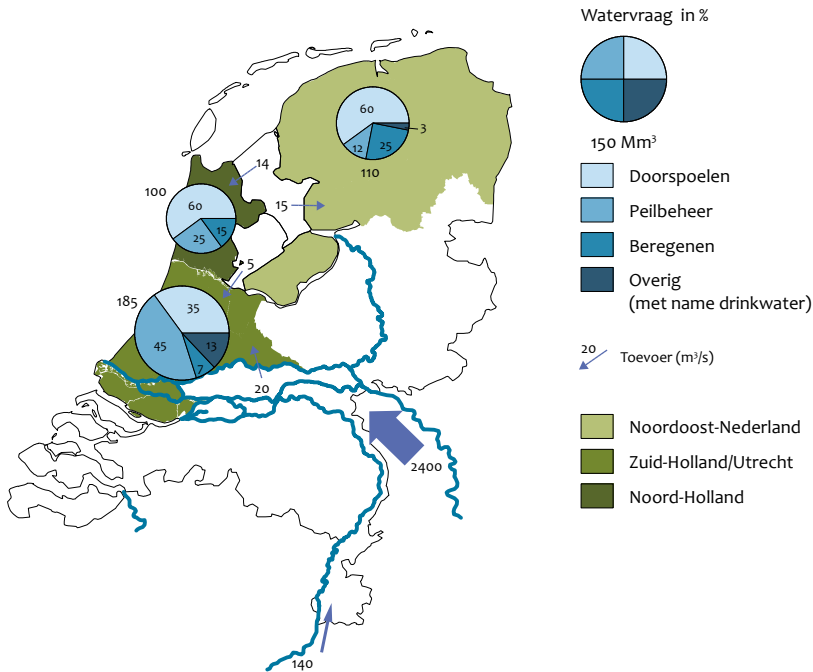 Watervraag in %
150 Mm³
Doorspoelen
Peilbeheer
Beregenen
Overig
(met name drinkwater)
20
Toevoer (m³/s)
Noordoost-Nederland
Zuid-Holland/Utrecht
Noord-Holland
60
3
12
25
110
14
100
60
25
15
15
5
185
35
45
13
7
20
2400
140